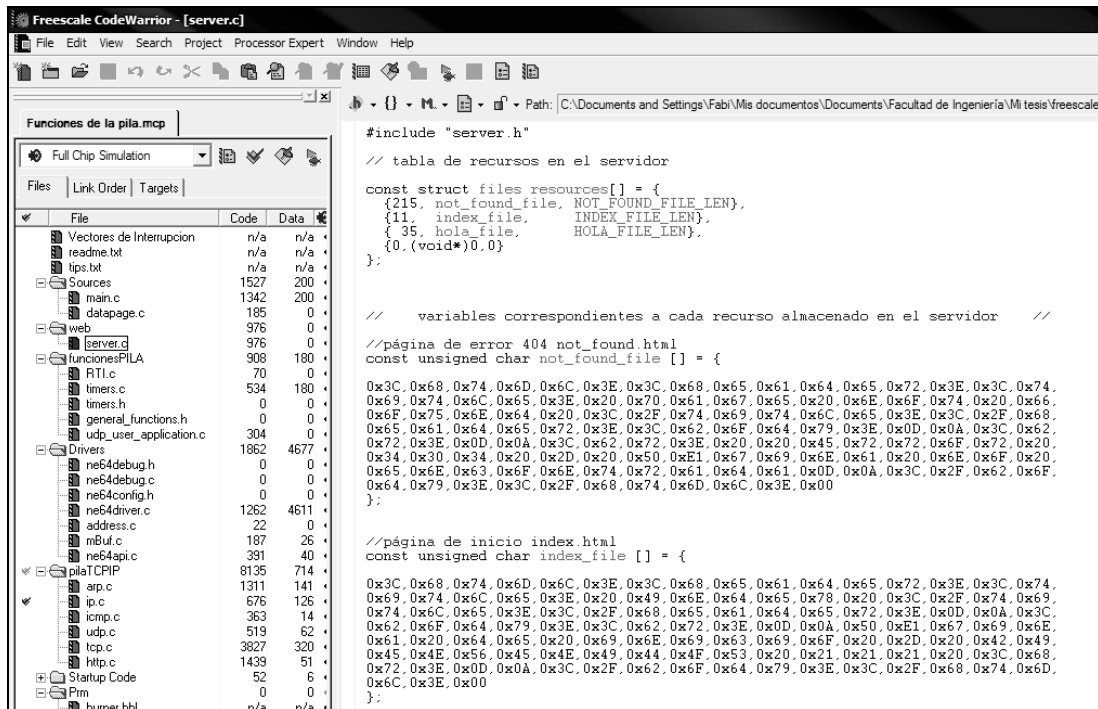 Freescale CodeWarrior - [server.c]
File Edit View Search Project Processor Expert Window Help
Path: C:\Documents and Settings\Fabi\Mis documentos\Documents\Facultad de Ingeniería\Mi tesis\freescale
Funciones de la pila.mcp
Full Chip Simulation
Files Link Order Targets
File Code Data
Vectores de Interrupcion n/a n/a
readme.txt n/a n/a
tips.txt n/a n/a
Sources 1527 200
main.c 1342 200
datapage.c 185 0
web 976 0
server.c 976 0
funcionesPILA 908 180
RTI.c 70 0
timers.c 534 180
timers.h 0 0
general_functions.h 0 0
udp_user_application.c 304 0
Drivers 1862 4677
ne64debug.h 0 0
ne64debug.c 0 0
ne64config.h 0 0
ne64driver.c 1262 4611
address.c 22 0
mBuf.c 187 26
ne64api.c 391 40
pilaTCPIP 8135 714
arp.c 1311 141
ip.c 676 126
icmp.c 363 14
udp.c 519 62
tcp.c 3827 320
http.c 1439 51
Startup Code 52 6
Prm 0 0
burner.bbl n/a n/a
#include "server.h"
// tabla de recursos en el servidor
const struct files resources[] = {
{215, not_found_file, NOT_FOUND_FILE_LEN},
{11, index_file, INDEX_FILE_LEN},
{ 35, hola_file, HOLA_FILE_LEN},
{0,(void*)0,0}
};
// variables correspondientes a cada recurso almacenado en el servidor //
//página de error 404 not_found.html
const unsigned char not_found_file [] = {
0x3C,0x68,0x74,0x6D,0x6C,0x3E,0x3C,0x68,0x65,0x61,0x64,0x65,0x72,0x3E,0x3C,0x74,
0x69,0x74,0x6C,0x65,0x3E,0x20,0x70,0x61,0x67,0x65,0x20,0x6E,0x6F,0x74,0x20,0x66,
0x6F,0x75,0x6E,0x64,0x20,0x3C,0x2F,0x74,0x69,0x74,0x6C,0x65,0x3E,0x3C,0x2F,0x68,
0x65,0x61,0x64,0x65,0x72,0x3E,0x3C,0x62,0x6F,0x64,0x79,0x3E,0x0D,0x0A,0x3C,0x62,
0x72,0x3E,0x0D,0x0A,0x3C,0x62,0x72,0x3E,0x20,0x20,0x45,0x72,0x72,0x6F,0x72,0x20,
0x34,0x30,0x34,0x20,0x2D,0x20,0x50,0xE1,0x67,0x69,0x6E,0x61,0x20,0x6E,0x6F,0x20,
0x65,0x6E,0x63,0x6F,0x6E,0x74,0x72,0x61,0x64,0x61,0x0D,0x0A,0x3C,0x2F,0x62,0x6F,
0x64,0x79,0x3E,0x3C,0x2F,0x68,0x74,0x6D,0x6C,0x3E,0x00
};
//página de inicio index.html
const unsigned char index_file [] = {
0x3C,0x68,0x74,0x6D,0x6C,0x3E,0x3C,0x68,0x65,0x61,0x64,0x65,0x72,0x3E,0x3C,0x74,
0x69,0x74,0x6C,0x65,0x3E,0x20,0x49,0x6E,0x64,0x65,0x78,0x20,0x3C,0x2F,0x74,0x69,
0x74,0x6C,0x65,0x3E,0x3C,0x2F,0x68,0x65,0x61,0x64,0x65,0x72,0x3E,0x0D,0x0A,0x3C,
0x62,0x6F,0x64,0x79,0x3E,0x3C,0x62,0x72,0x3E,0x0D,0x0A,0x50,0xE1,0x67,0x69,0x6E,
0x61,0x20,0x64,0x65,0x20,0x69,0x6E,0x69,0x63,0x69,0x6F,0x20,0x2D,0x20,0x42,0x49,
0x45,0x4E,0x56,0x45,0x4E,0x49,0x44,0x4F,0x53,0x20,0x21,0x21,0x21,0x20,0x3C,0x68,
0x72,0x3E,0x0D,0x0A,0x3C,0x2F,0x62,0x6F,0x64,0x79,0x3E,0x3C,0x2F,0x68,0x74,0x6D,
0x6C,0x3E,0x00
};